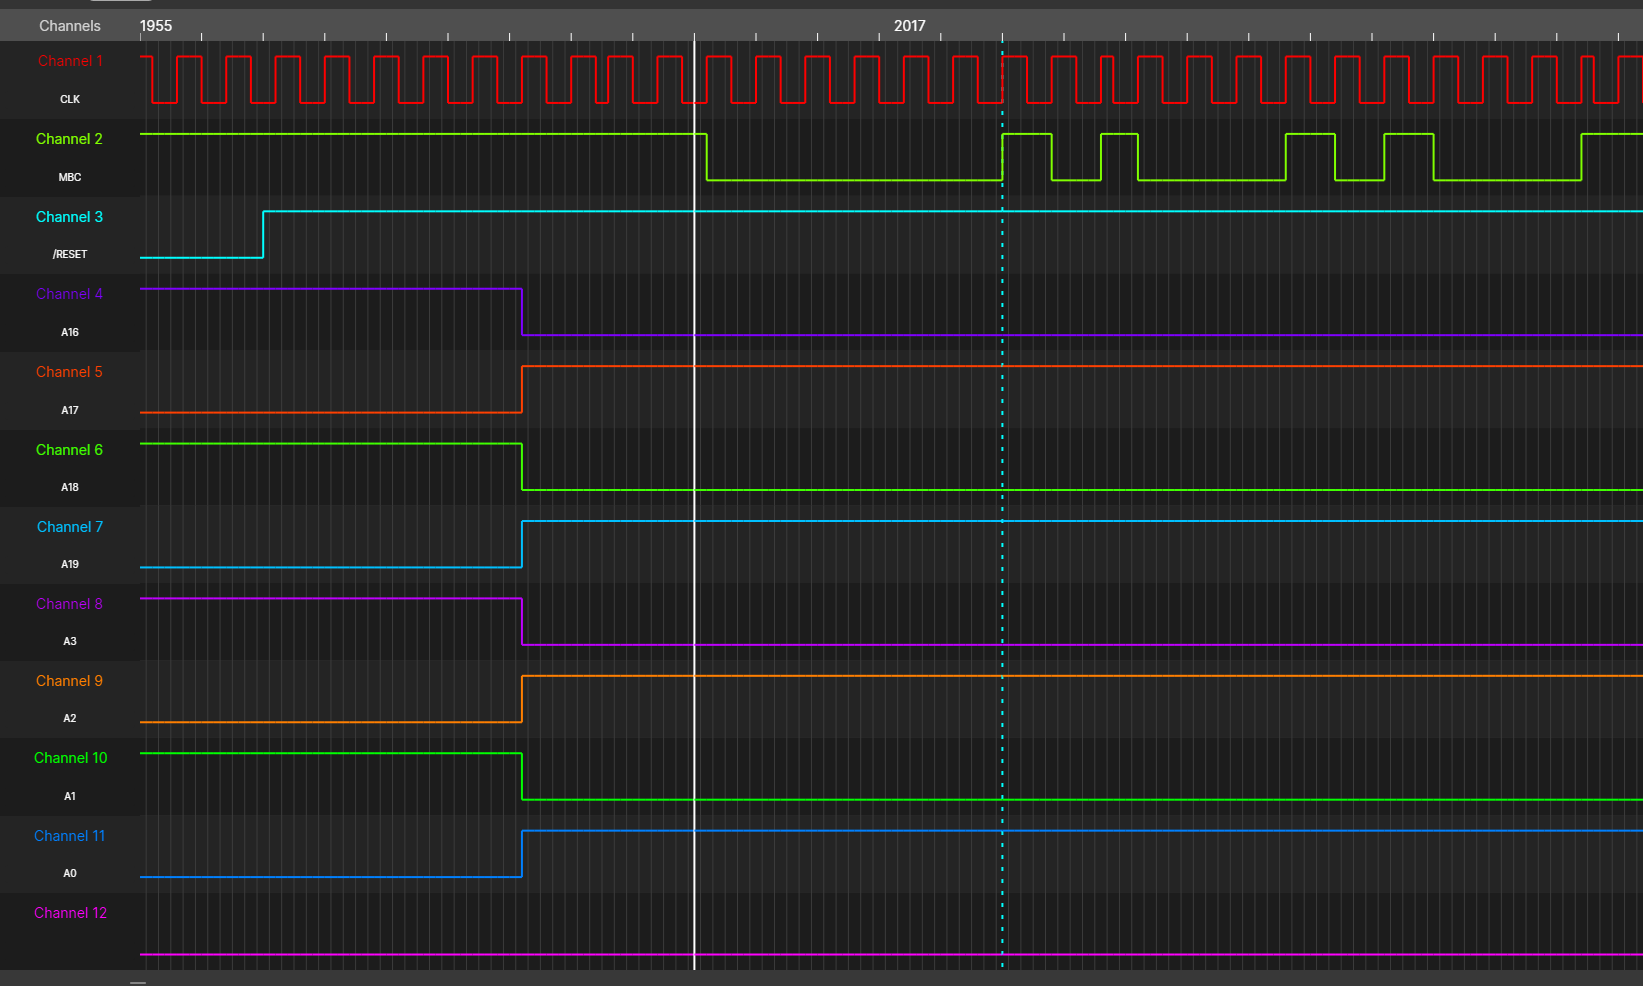 Channels 1955 2017
Channel 1
CLK
Channel 2
MBC
Channel 3
/RESET
Channel 4
A16
Channel 5
A17
Channel 6
A18
Channel 7
A19
Channel 8
A3
Channel 9
A2
Channel 10
A1
Channel 11
A0
Channel 12